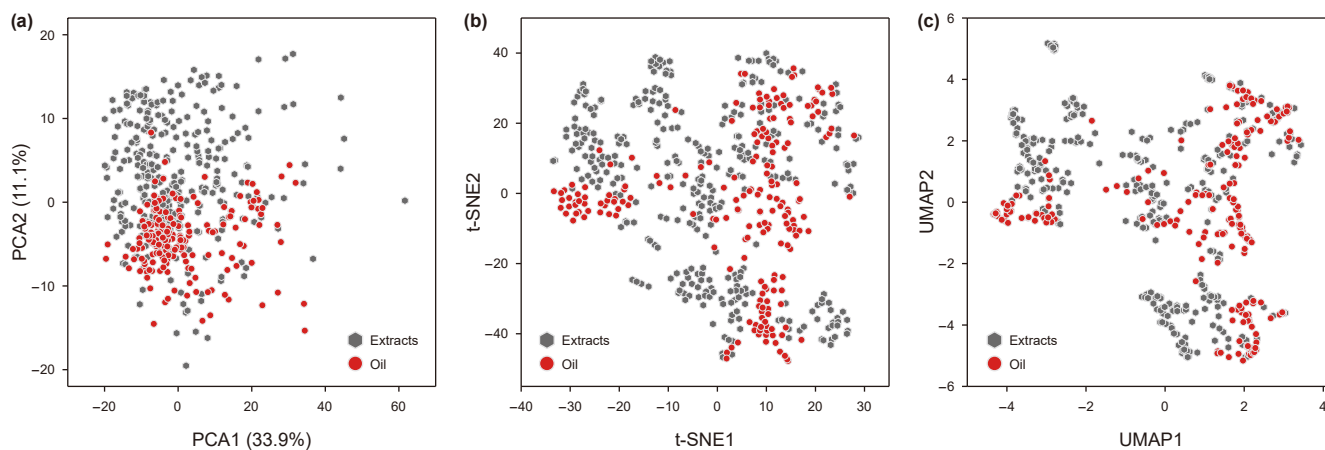 (a)
20
10
0
−10
−20
PCA2 (11.1%)
−20 0 20 40 60
PCA1 (33.9%)
Extracts
Oil
(b)
40
20
0
−20
−40
t-SNE2
−40 −30 −20 −10 0 10 20 30
t-SNE1
Extracts
Oil
(c)
6
4
2
0
−2
−4
−6
UMAP2
−4 −2 0 2 4
UMAP1
Extracts
Oil